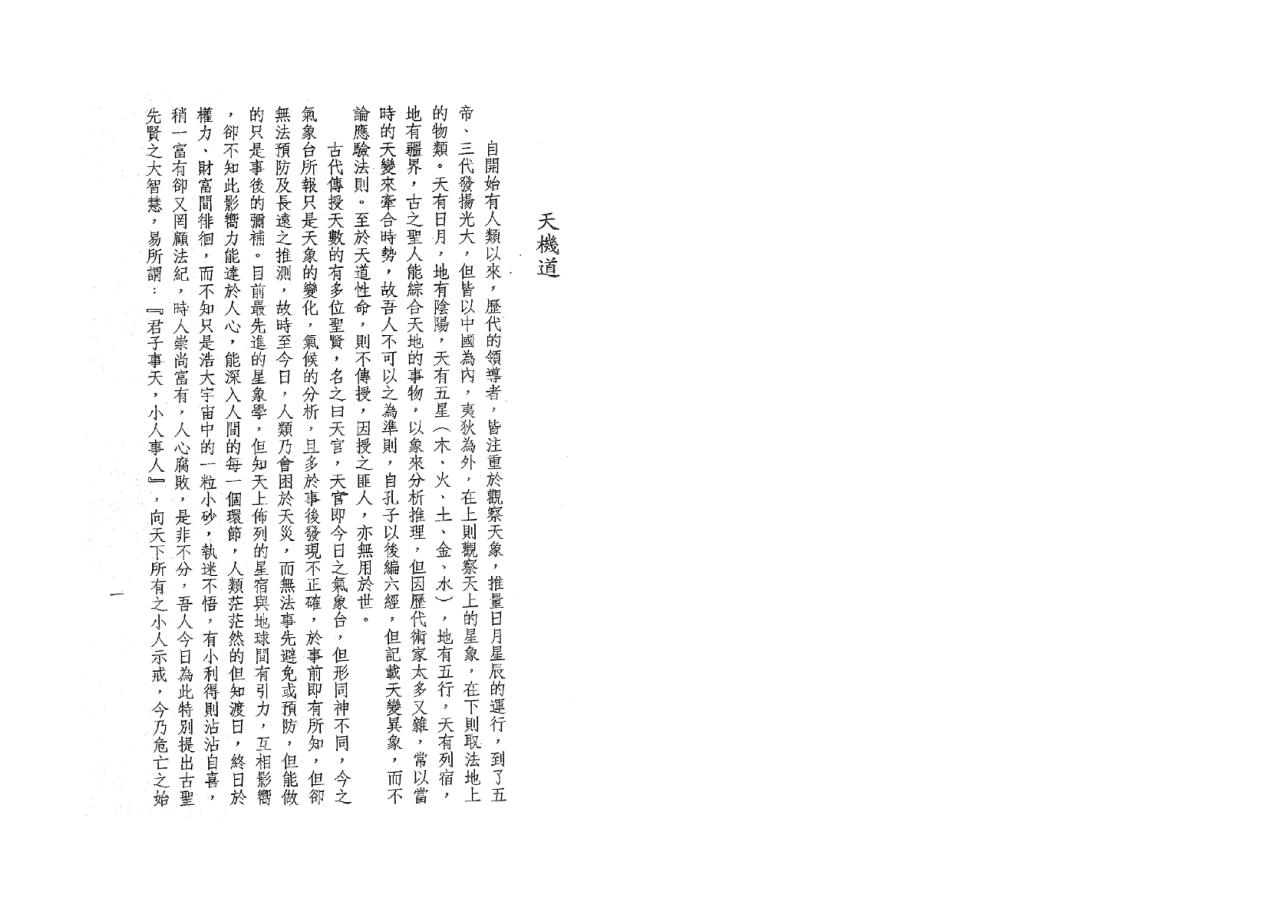 天機道
自開始有人類以來，歷代的領導者，皆注重於觀察天象，推量日月星辰的運行，到了五
帝、三代發揚光大，但皆以中國為內，夷狄為外，在上則觀察天上的星象，在下則取法地上
的物類。天有日月，地有陰陽，天有五星（木、火、土、金、水），地有五行，天有列宿，
地有疆界，古之聖人能綜合天地的事物，以象來分析推理，但因歷代術家太多又雜，常以當
時的天變來牽合時勢，故吾人不可以之為準則，自孔子以後編六經，但記載天變異象，而不
論應驗法則。至於天道性命，則不傳授，因授之匪人，亦無用於世。
古代傳授天數的有多位聖賢，名之曰天官，天官即今日之氣象台，但形同神不同，今之
氣象台所報只是天象的變化，氣候的分析，且多於事後發現不正確，於事前即有所知，但卻
無法預防及長遠之推測，故時至今日，人類乃會困於天災，而無法事先避免或預防，但能做
的只是事後的彌補。目前最先進的星象學，但知天上佈列的星宿與地球間有引力，互相影嚮
，卻不知此影嚮力能達於人心，能深入人間的每一個環節，人類茫茫然的但知渡日，終日於
權力、財富間徘徊，而不知只是浩大宇宙中的一粒小砂，執迷不悟，有小利得則沾沾自喜，
稍一富有卻又罔顧法紀，時人崇尚富有，人心腐敗，是非不分，吾人今日為此特別提出古聖
先賢之大智慧，易所謂：『君子事天，小人事人』，向天下所有之小人示戒，今乃危亡之始
一